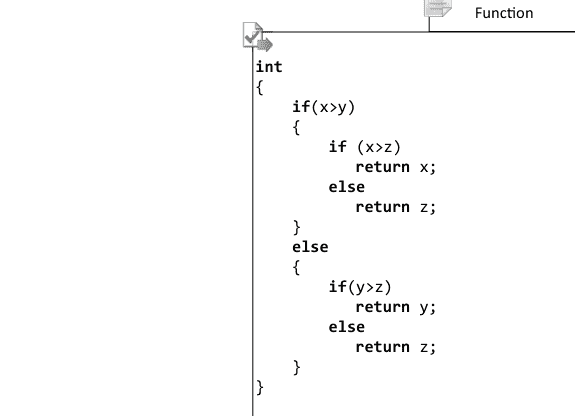 Function
int
{
if(x>y)
{
if (x>z)
return x;
else
return z;
}
else
{
if(y>z)
return y;
else
return z;
}
}